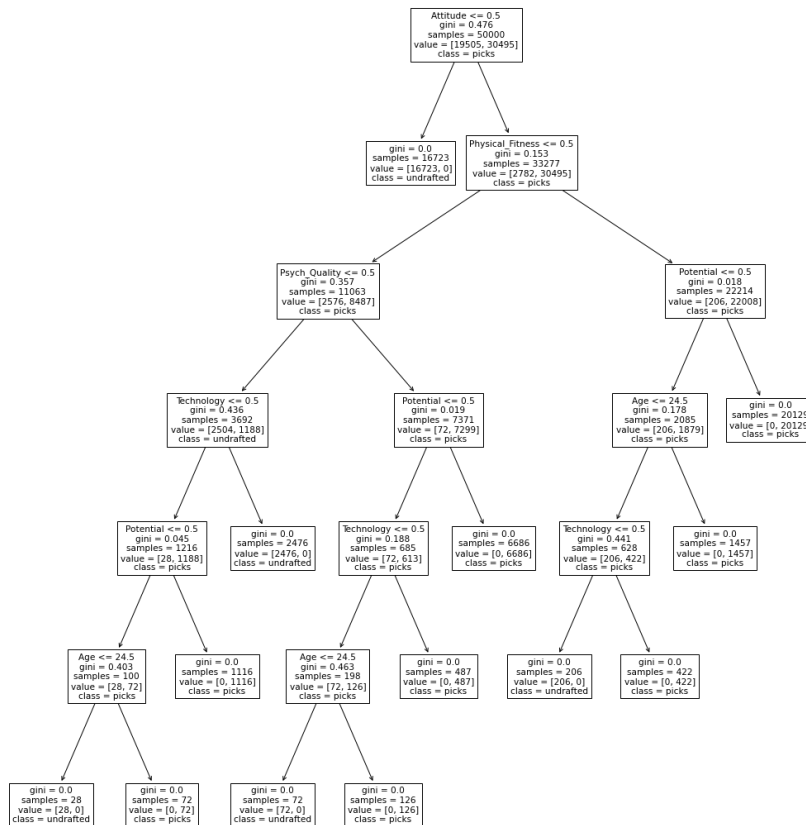 Attitude <= 0.5
gini = 0.476
samples = 50000
value = [19505, 30495]
class = picks
gini = 0.0
samples = 16723
value = [16723, 0]
class = undrafted
Physical_Fitness <= 0.5
gini = 0.153
samples = 33277
value = [2782, 30495]
class = picks
Psych_Quality <= 0.5
gini = 0.357
samples = 11063
value = [2576, 8487]
class = picks
Potential <= 0.5
gini = 0.018
samples = 22214
value = [206, 22008]
class = picks
Technology <= 0.5
gini = 0.436
samples = 3692
value = [2504, 1188]
class = undrafted
Potential <= 0.5
gini = 0.019
samples = 7371
value = [72, 7299]
class = picks
Age <= 24.5
gini = 0.178
samples = 2085
value = [206, 1879]
class = picks
gini = 0.0
samples = 20129
value = [0, 20129]
class = picks
Potential <= 0.5
gini = 0.045
samples = 1216
value = [28, 1188]
class = picks
gini = 0.0
samples = 2476
value = [2476, 0]
class = undrafted
Technology <= 0.5
gini = 0.188
samples = 685
value = [72, 613]
class = picks
gini = 0.0
samples = 6686
value = [0, 6686]
class = picks
Technology <= 0.5
gini = 0.441
samples = 628
value = [206, 422]
class = picks
gini = 0.0
samples = 1457
value = [0, 1457]
class = picks
Age <= 24.5
gini = 0.403
samples = 100
value = [28, 72]
class = picks
gini = 0.0
samples = 1116
value = [0, 1116]
class = picks
Age <= 24.5
gini = 0.463
samples = 198
value = [72, 126]
class = picks
gini = 0.0
samples = 487
value = [0, 487]
class = picks
gini = 0.0
samples = 206
value = [206, 0]
class = undrafted
gini = 0.0
samples = 422
value = [0, 422]
class = picks
gini = 0.0
samples = 28
value = [28, 0]
class = undrafted
gini = 0.0
samples = 72
value = [0, 72]
class = picks
gini = 0.0
samples = 72
value = [72, 0]
class = undrafted
gini = 0.0
samples = 126
value = [0, 126]
class = picks